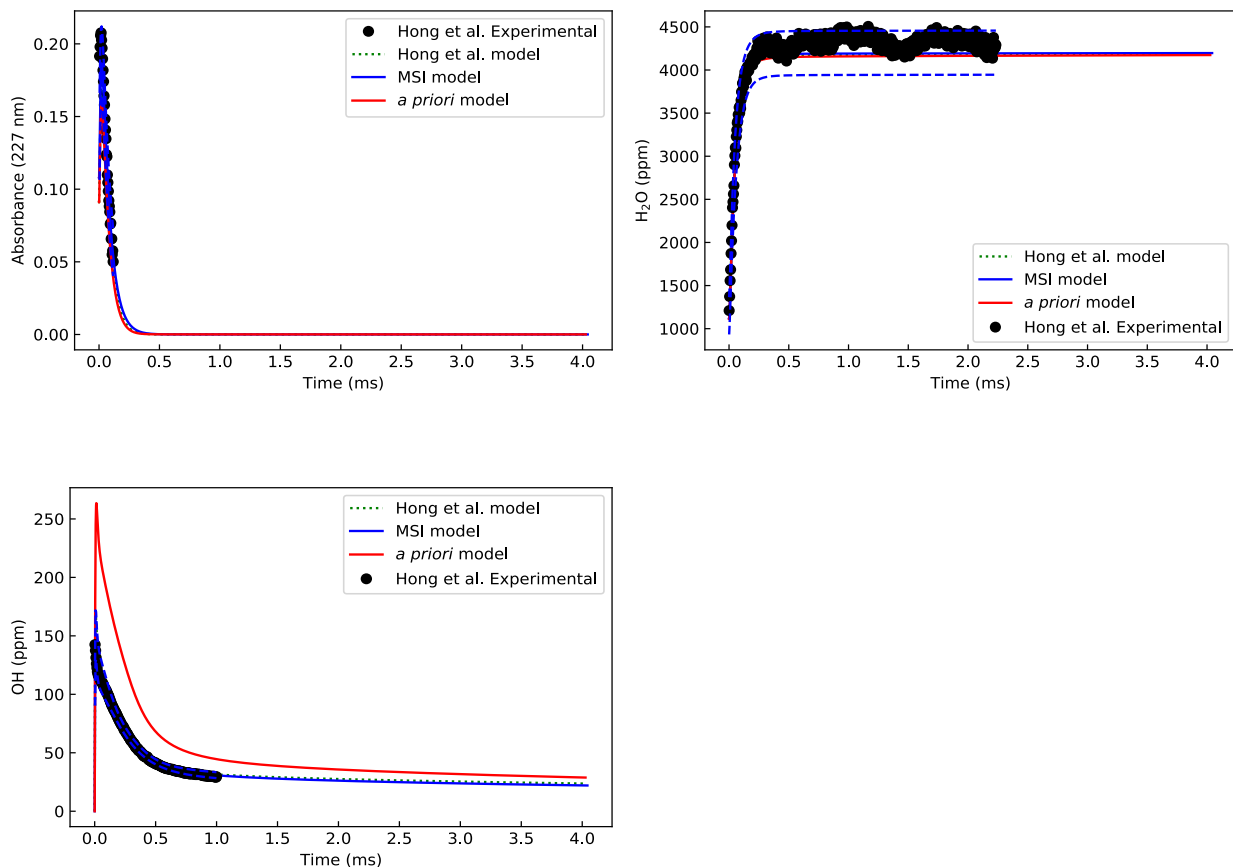 Absorbance (227 nm)
0.20
0.15
0.10
0.05
0.00
Hong et al. Experimental
Hong et al. model
MSI model
a priori model
0.0 0.5 1.0 1.5 2.0 2.5 3.0 3.5 4.0
Time (ms)
H₂O (ppm)
4500
4000
3500
3000
2500
2000
1500
1000
Hong et al. model
MSI model
a priori model
Hong et al. Experimental
0.0 0.5 1.0 1.5 2.0 2.5 3.0 3.5 4.0
Time (ms)
OH (ppm)
250
200
150
100
50
0
Hong et al. model
MSI model
a priori model
Hong et al. Experimental
0.0 0.5 1.0 1.5 2.0 2.5 3.0 3.5 4.0
Time (ms)